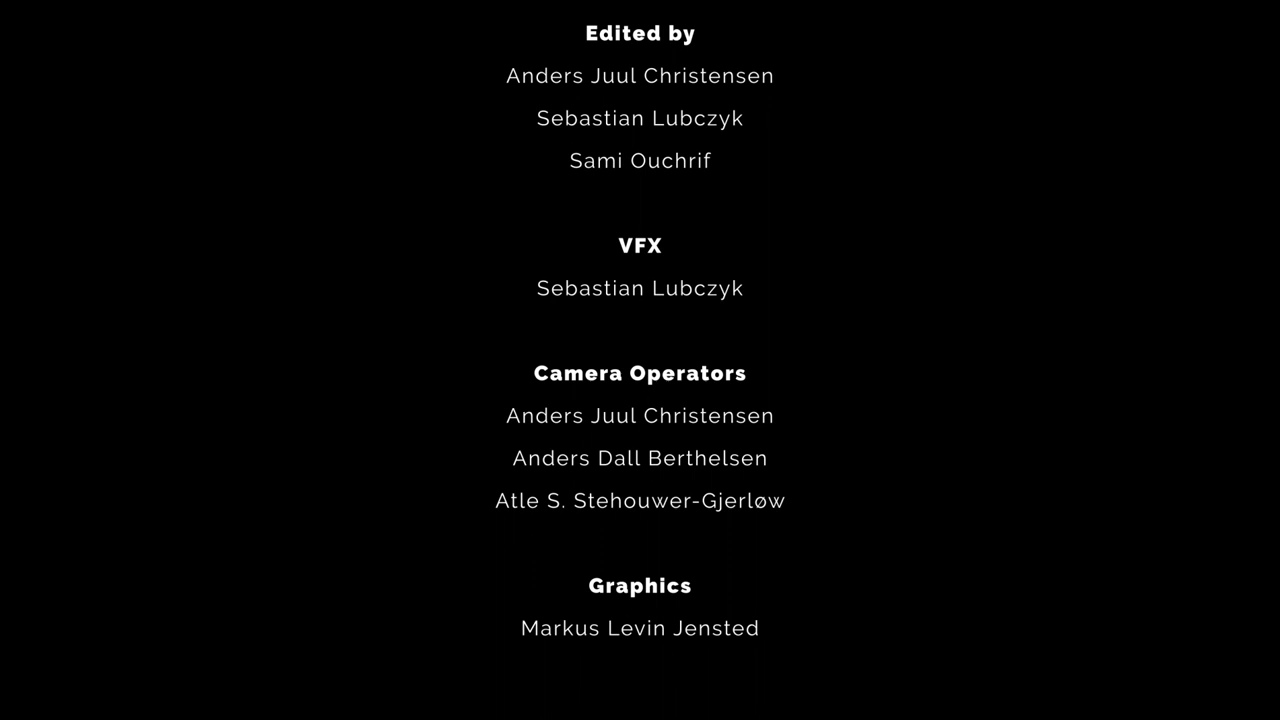 Edited by
Anders Juul Christensen
Sebastian Lubczyk
Sami Ouchrif
VFX
Sebastian Lubczyk
Camera Operators
Anders Juul Christensen
Anders Dall Berthelsen
Atle S. Stehouwer-Gjerløw
Graphics
Markus Levin Jensted